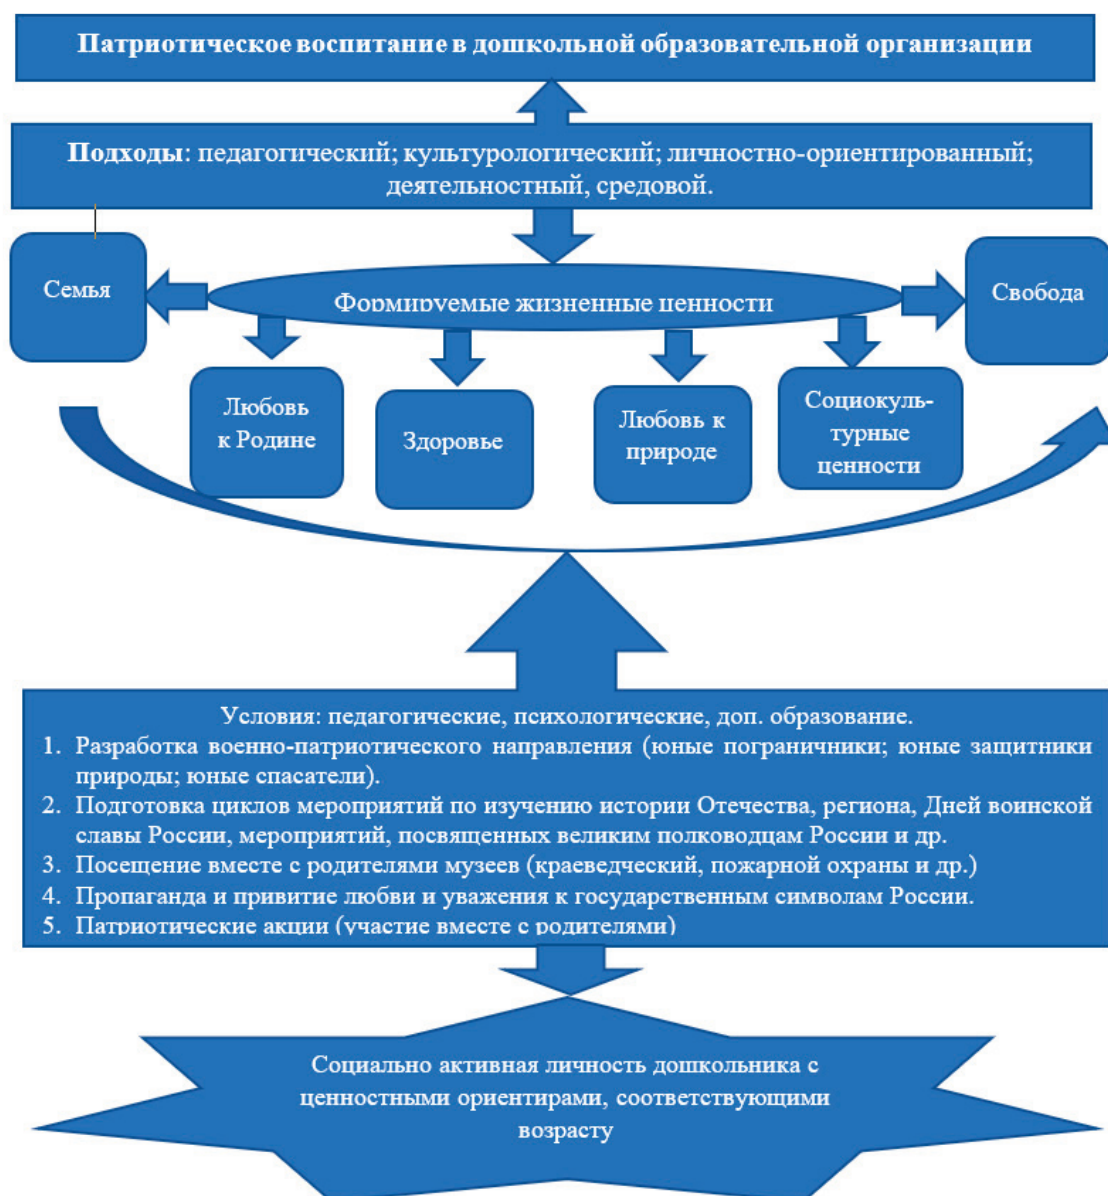 Патриотическое воспитание в дошкольной образовательной организации
Подходы: педагогический; культурологический; личностно-ориентированный;
деятельностный, средовой.
Семья
Формируемые жизненные ценности
Свобода
Любовь
к Родине
Здоровье
Любовь к
природе
Социокуль-
турные
ценности
Условия: педагогические, психологические, доп. образование.
1. Разработка военно-патриотического направления (юные пограничники; юные защитники
природы; юные спасатели).
2. Подготовка циклов мероприятий по изучению истории Отечества, региона, Дней воинской
славы России, мероприятий, посвященных великим полководцам России и др.
3. Посещение вместе с родителями музеев (краеведческий, пожарной охраны и др.)
4. Пропаганда и привитие любви и уважения к государственным символам России.
5. Патриотические акции (участие вместе с родителями)
Социально активная личность дошкольника с
ценностными ориентирами, соответствующими
возрасту